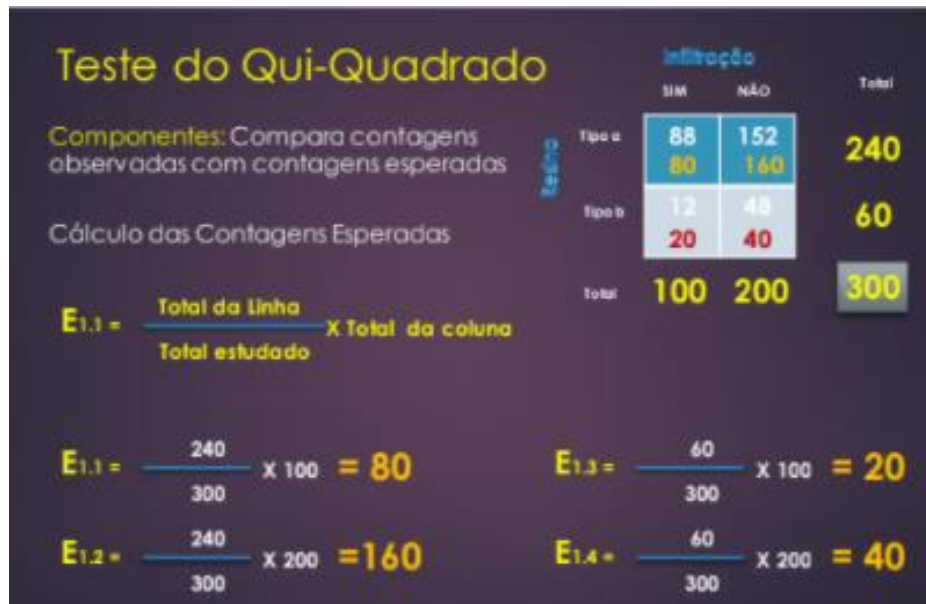 Teste do Qui-Quadrado
Componentes: Compara contagens
observadas com contagens esperadas
Cálculo das Contagens Esperadas
Infiltração
SIM NÃO Total
Resina
Tipo a 88 152 240
80 160
Tipo b 12 48 60
20 40
Total 100 200 300
E1.1 = Total da Linha
X Total da coluna
Total estudado
E1.1 = 240
X 100 = 80
300
E1.3 = 60
X 100 = 20
300
E1.2 = 240
X 200 =160
300
E1.4 = 60
X 200 = 40
300